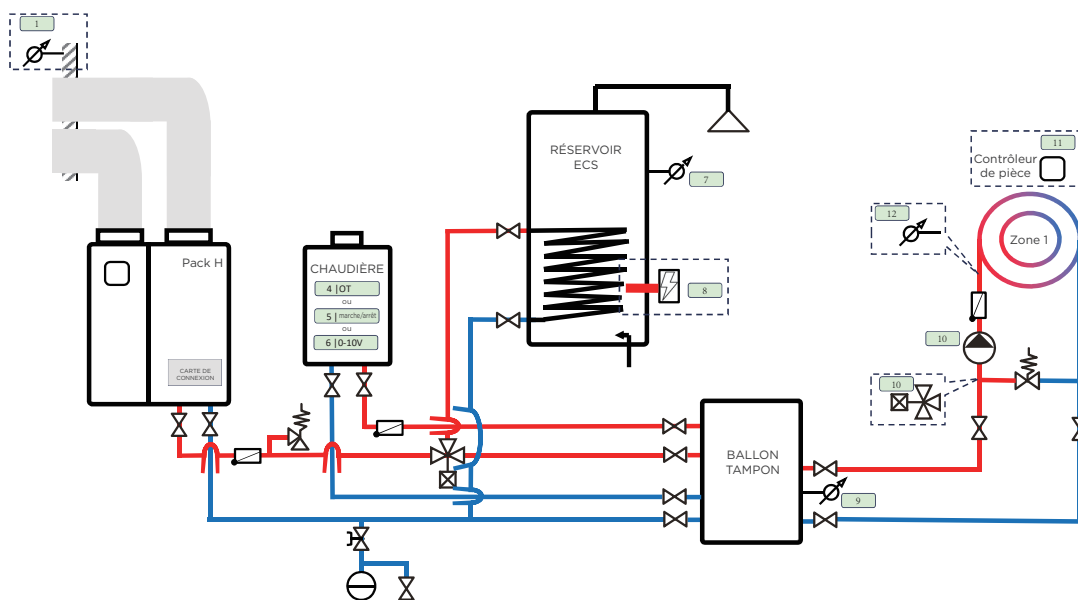 1
RÉSERVOIR
ECS
7
11
Contrôleur
de pièce
12
Zone 1
Pack H
CHAUDIÈRE
4 |OT
ou
5 | marche/arrêt
ou
6 | 0-10V
8
10
CARTE DE
CONNEXION
10
BALLON
TAMPON
9